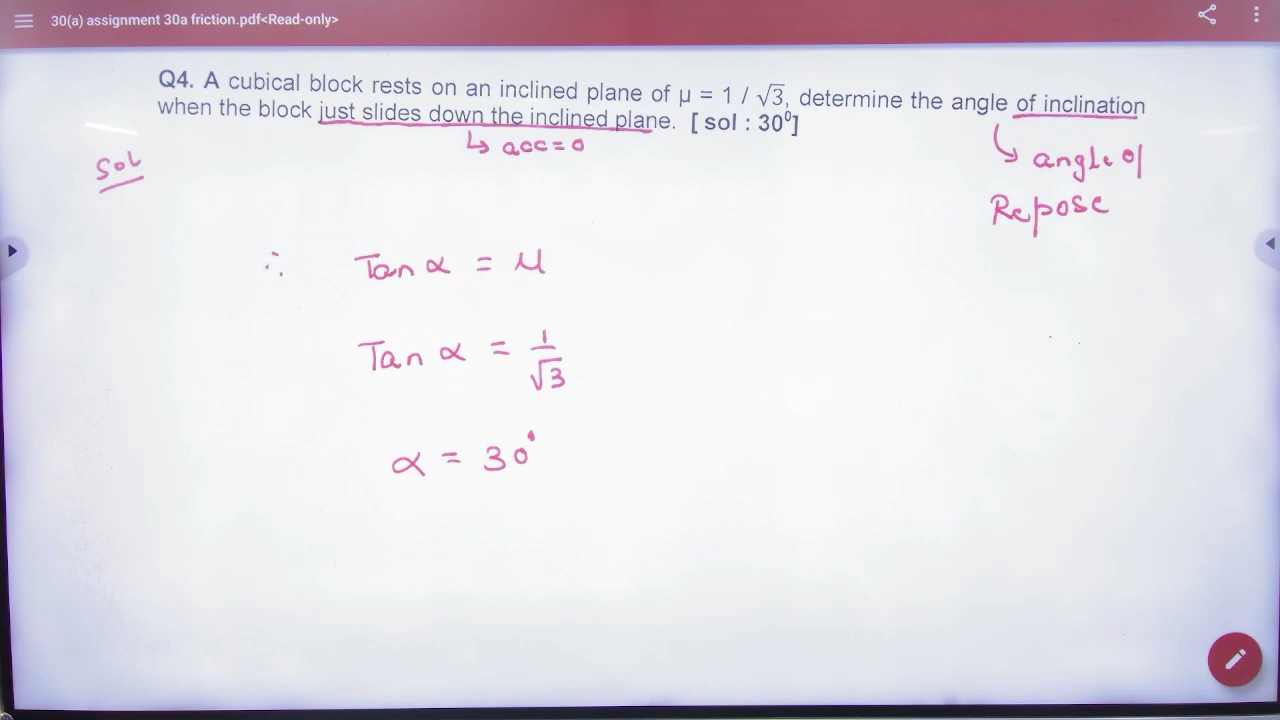 30(a) assignment 30a friction.pdf<Read-only>
Q4. A cubical block rests on an inclined plane of μ = 1 / √3, determine the angle of inclination
when the block just slides down the inclined plane. [ sol : 30⁰]
↳ acc = 0
Sol
angle of
Repose
∴ Tan α = μ
Tan α = 1/√3
α = 30°